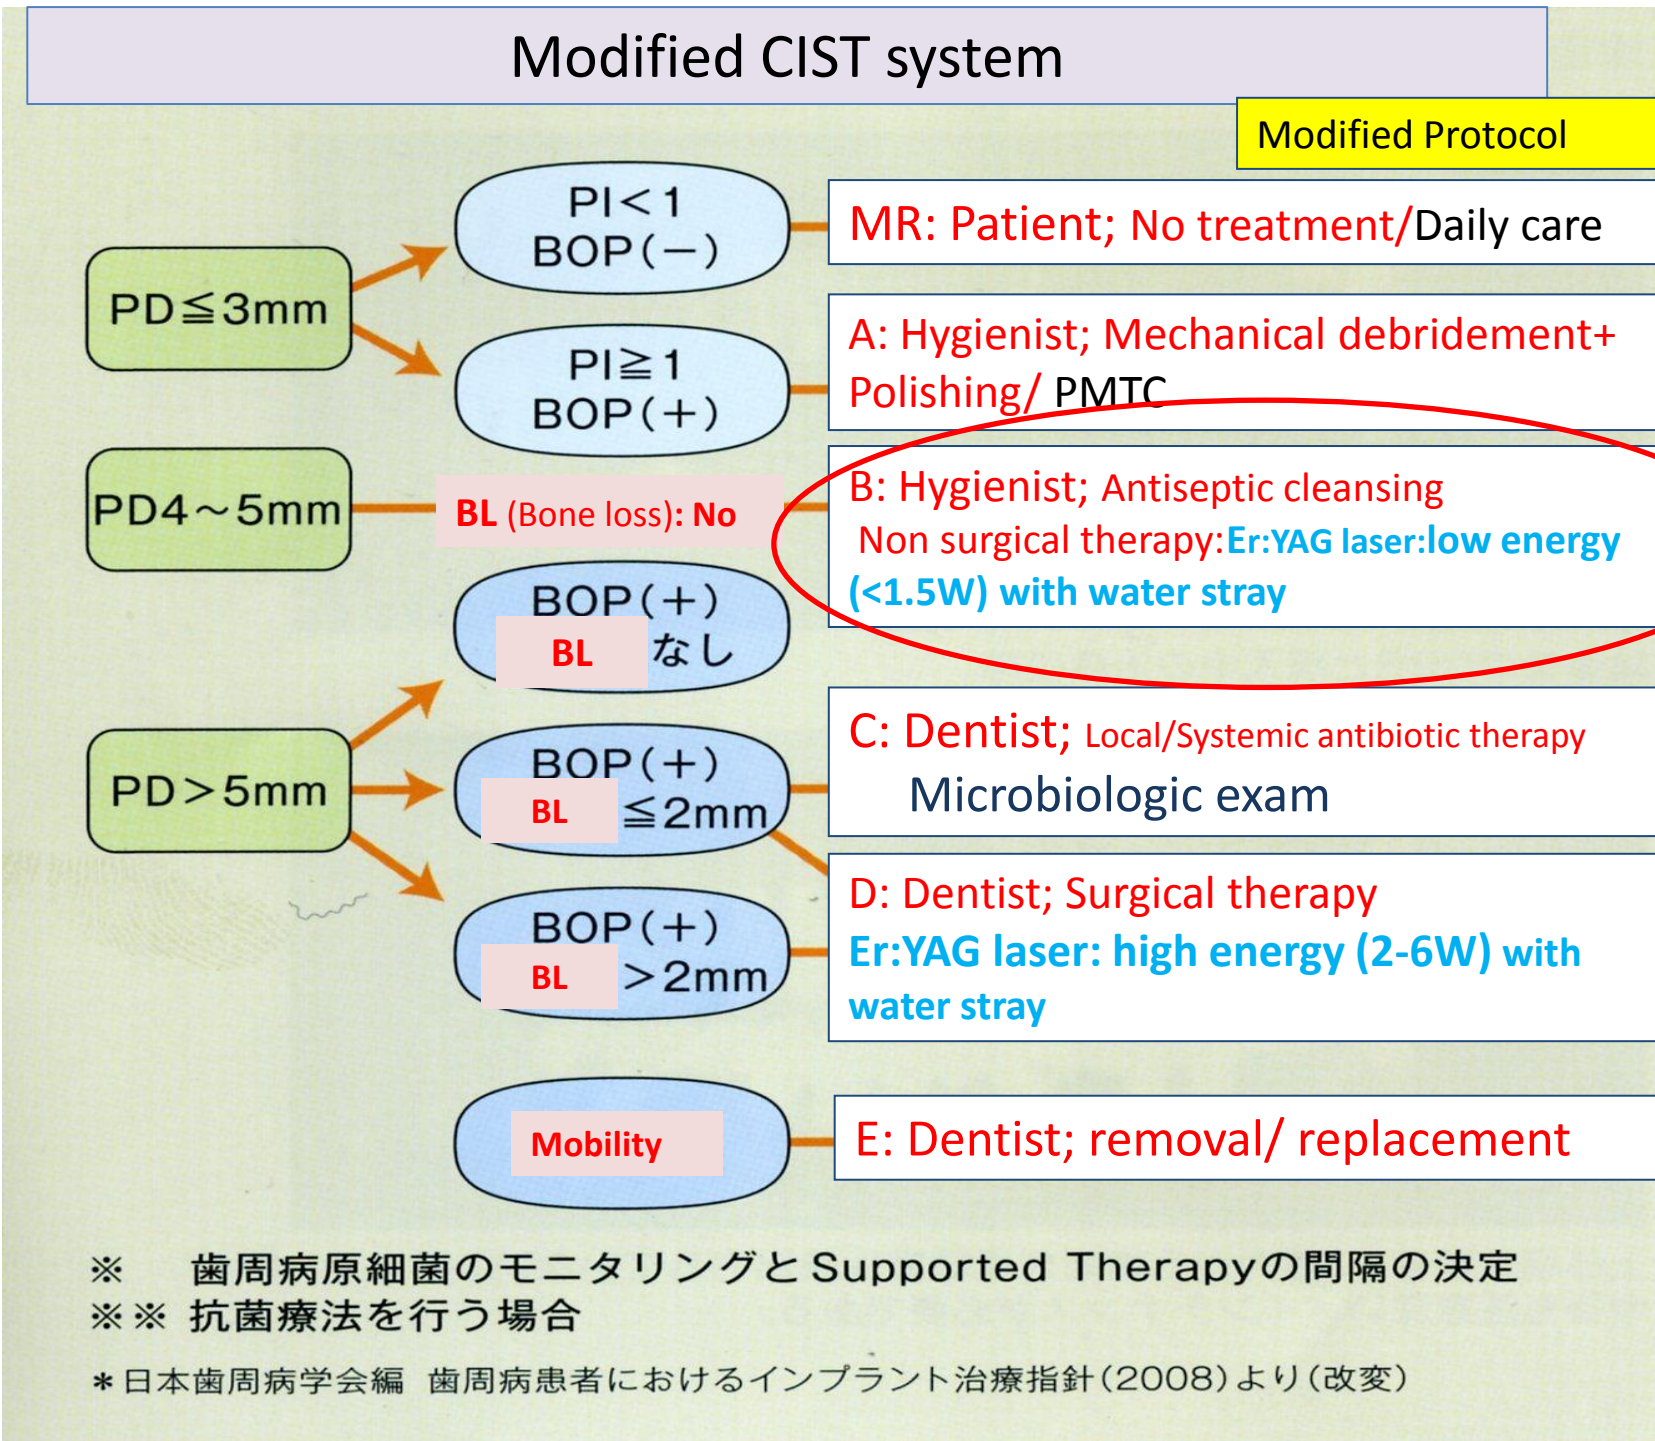 Modified CIST system
Modified Protocol
PI<1
BOP(−)
MR: Patient; No treatment/Daily care
PD≦3mm
PI≧1
BOP(+)
A: Hygienist; Mechanical debridement+
Polishing/ PMTC
PD4～5mm
BL (Bone loss): No
B: Hygienist; Antiseptic cleansing
Non surgical therapy:Er:YAG laser:low energy
(<1.5W) with water stray
BOP(+)
BL なし
PD>5mm
BOP(+)
BL ≦2mm
C: Dentist; Local/Systemic antibiotic therapy
Microbiologic exam
BOP(+)
BL >2mm
D: Dentist; Surgical therapy
Er:YAG laser: high energy (2-6W) with
water stray
Mobility
E: Dentist; removal/ replacement
※ 歯周病原細菌のモニタリングとSupported Therapyの間隔の決定
※※ 抗菌療法を行う場合
＊日本歯周病学会編 歯周病患者におけるインプラント治療指針(2008)より(改変)